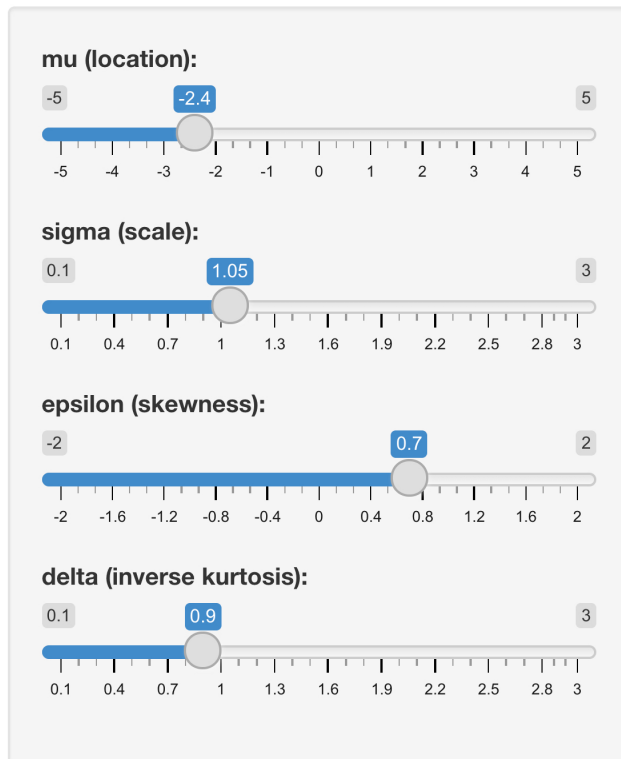 mu (location):
-5 -2.4 5
-5 -4 -3 -2 -1 0 1 2 3 4 5
sigma (scale):
0.1 1.05 3
0.1 0.4 0.7 1 1.3 1.6 1.9 2.2 2.5 2.8 3
epsilon (skewness):
-2 0.7 2
-2 -1.6 -1.2 -0.8 -0.4 0 0.4 0.8 1.2 1.6 2
delta (inverse kurtosis):
0.1 0.9 3
0.1 0.4 0.7 1 1.3 1.6 1.9 2.2 2.5 2.8 3